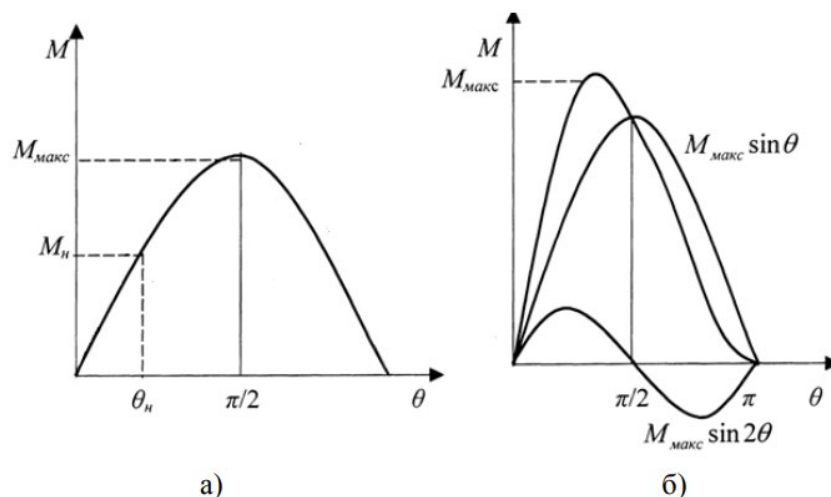 M
M_макс
M_н
θ_н
π/2
θ
а)
M
M_макс
M_макс sinθ
π/2
π
θ
M_макс sin2θ
б)